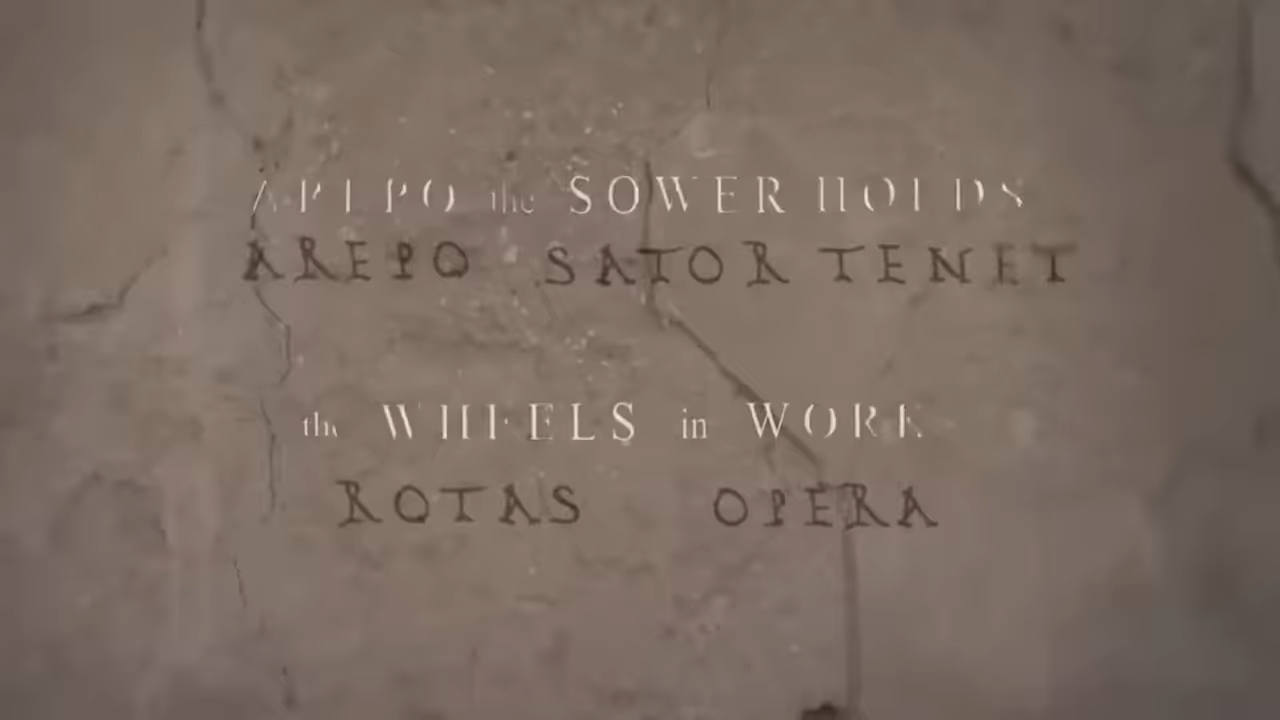 AREPO the SOWER HOLDS
AREPO SATOR TENET
the WHEELS in WORK
ROTAS OPERA